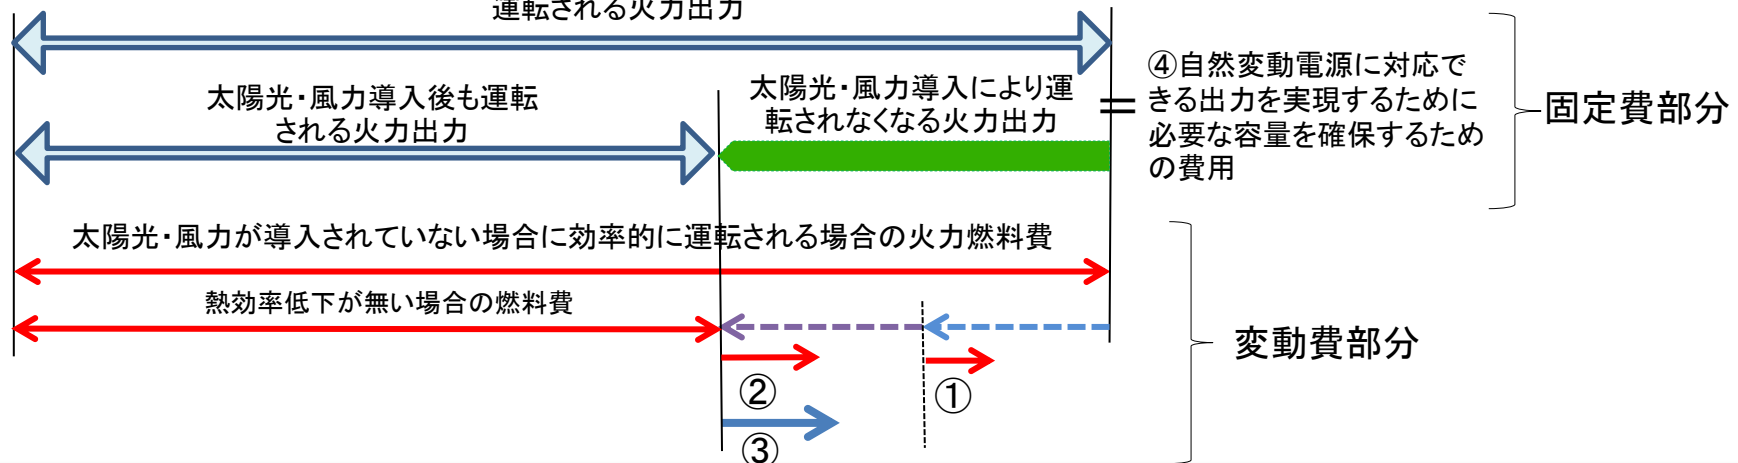 運転される火力出力
太陽光・風力導入後も運転
される火力出力
太陽光・風力導入により運
転されなくなる火力出力
④自然変動電源に対応で
きる出力を実現するために
必要な容量を確保するため
の費用
固定費部分
太陽光・風力が導入されていない場合に効率的に運転される場合の火力燃料費
熱効率低下が無い場合の燃料費
変動費部分
②
①
③